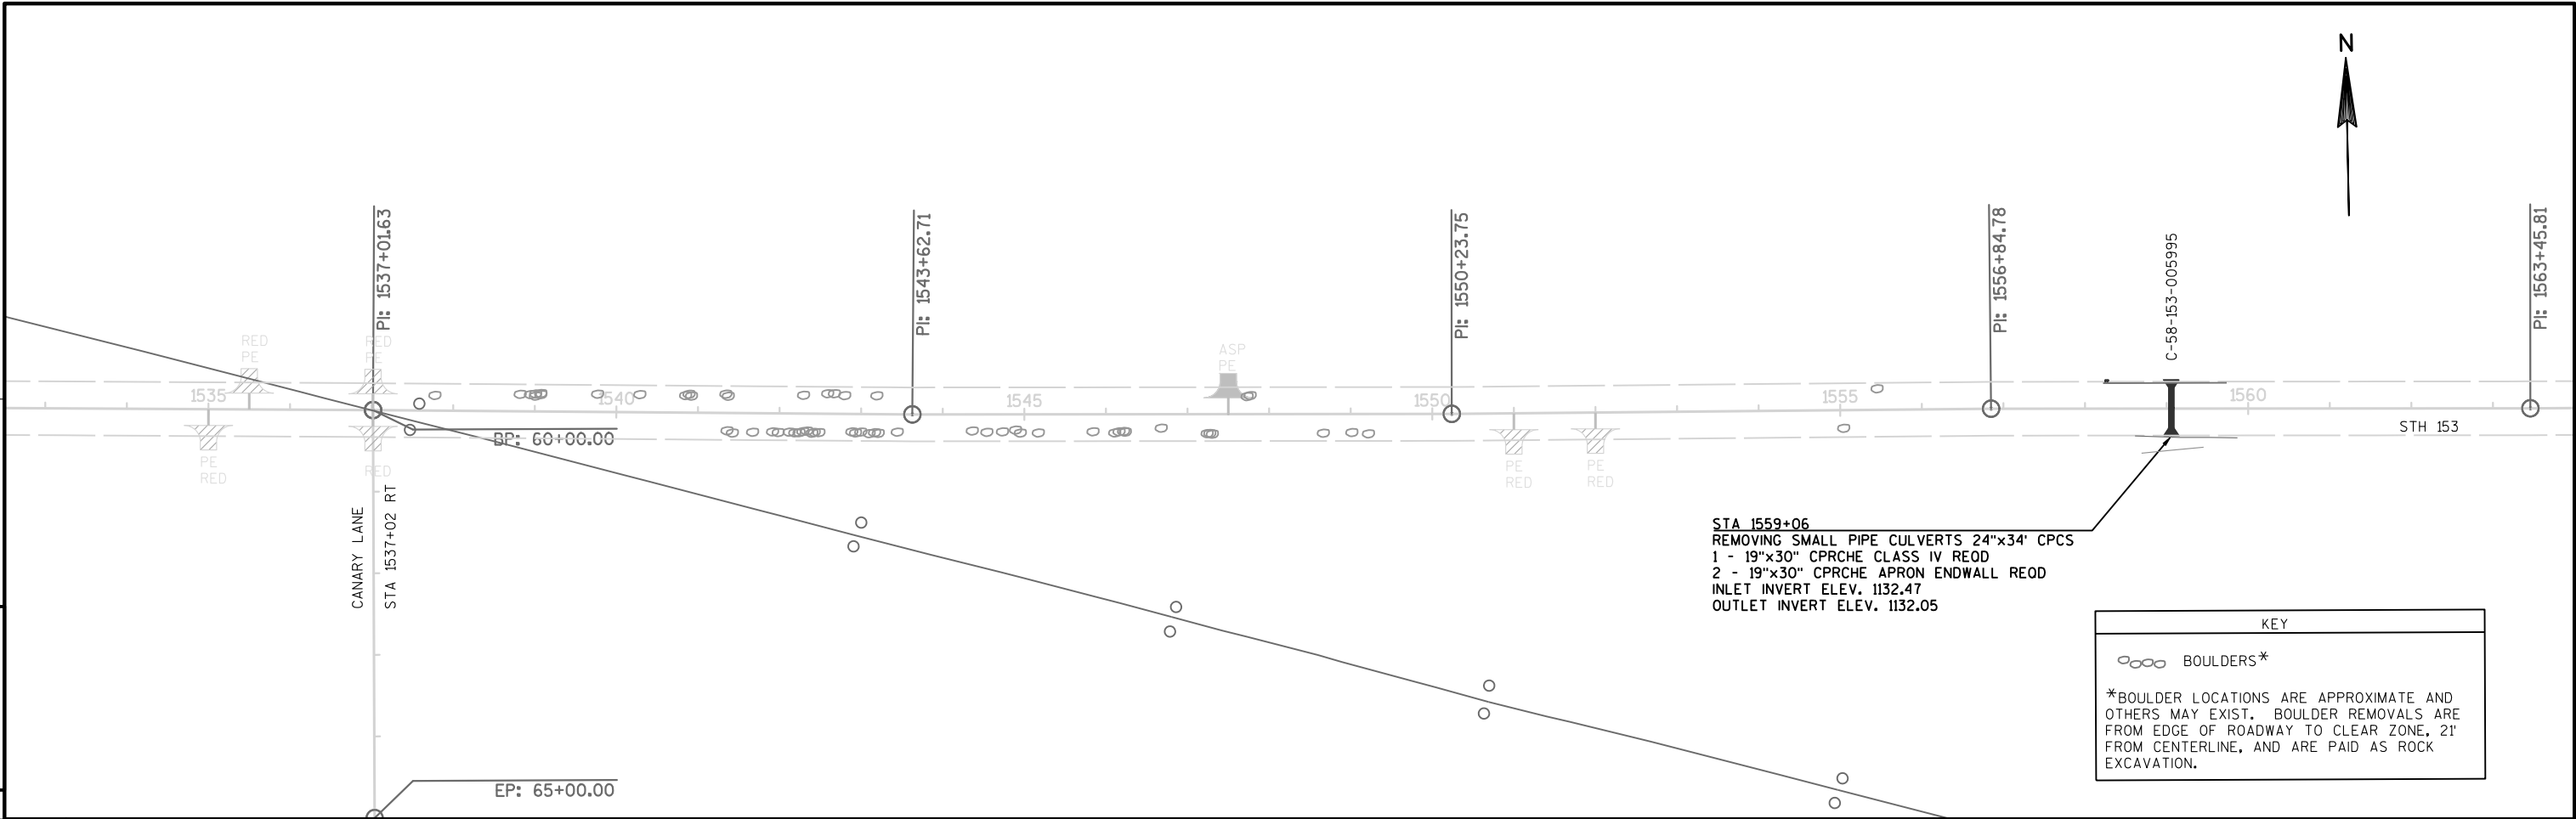 N
PI: 1537+01.63
PI: 1543+62.71
PI: 1550+23.75
PI: 1556+84.78
C-58-153-005995
PI: 1563+45.81
RED
PE
RED
PE
ASP
PE
1535
1540
1545
1550
1555
1560
STH 153
BP: 60+00.00
PE
RED
RED
PE
RED
PE
RED
CANARY LANE
STA 1537+02 RT
STA 1559+06
REMOVING SMALL PIPE CULVERTS 24"x34' CPCS
1 - 19"x30" CPRCHE CLASS IV REQD
2 - 19"x30" CPRCHE APRON ENDWALL REQD
INLET INVERT ELEV. 1132.47
OUTLET INVERT ELEV. 1132.05
KEY
BOULDERS*
*BOULDER LOCATIONS ARE APPROXIMATE AND
OTHERS MAY EXIST. BOULDER REMOVALS ARE
FROM EDGE OF ROADWAY TO CLEAR ZONE, 21'
FROM CENTERLINE, AND ARE PAID AS ROCK
EXCAVATION.
EP: 65+00.00